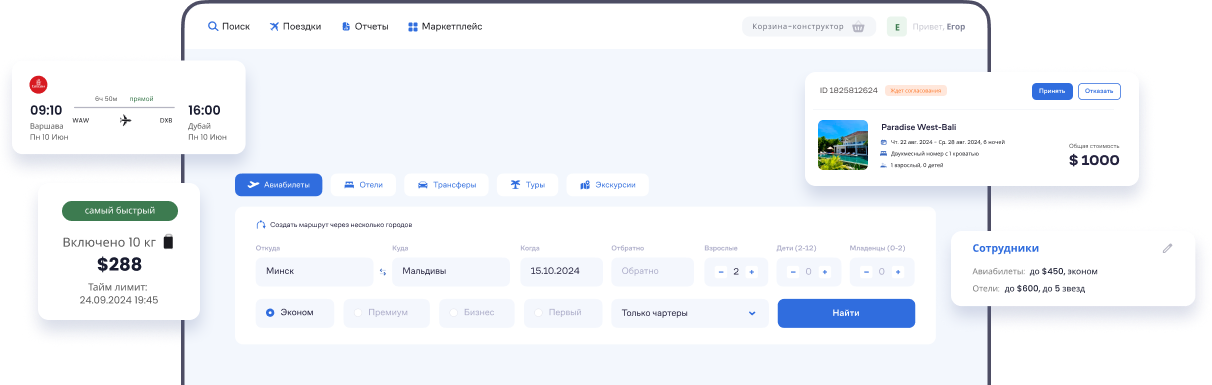 Поиск
Поездки
Отчеты
Маркетплейс
Корзина-конструктор
E
Привет, Егор
09:10
6ч 50м
прямой
16:00
WAW
DXB
Варшава
Дубай
Пн 10 Июн
Пн 10 Июн
самый быстрый
Включено 10 кг
$288
Тайм лимит:
24.09.2024 19:45
ID 1825812624
Ждет согласования
Принять
Отказать
Paradise West-Bali
Чт. 22 авг. 2024 – Ср. 28 авг. 2024, 6 ночей
Двухместный номер с 1 кроватью
1 взрослый, 0 детей
Общая стоимость
$ 1000
Авиабилеты
Отели
Трансферы
Туры
Экскурсии
Создать маршрут через несколько городов
Откуда
Куда
Когда
Отбратно
Взрослые
Дети (2-12)
Младенцы (0-2)
Минск
Мальдивы
15.10.2024
Обратно
– 2 +
– 0 +
– 0 +
Эконом
Премиум
Бизнес
Первый
Только чартеры
Найти
Сотрудники
Авиабилеты: до $450, эконом
Отели: до $600, до 5 звезд